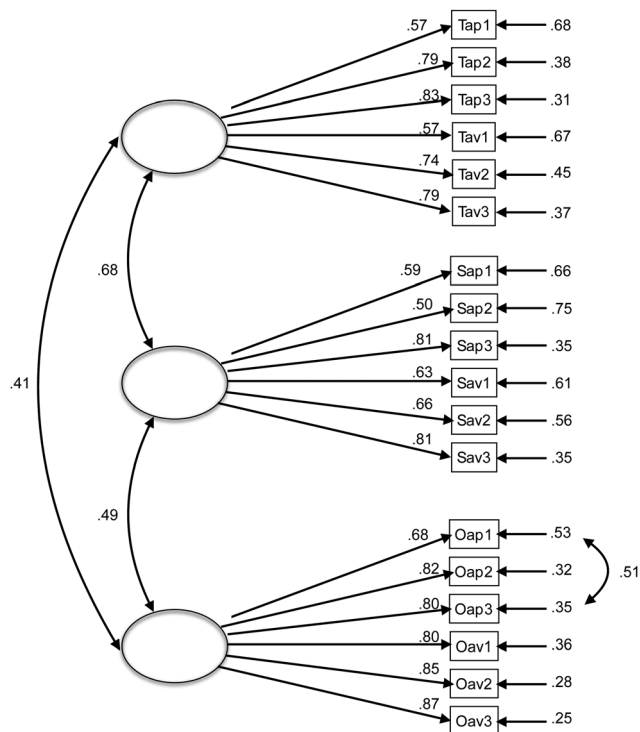 .57 Tap1 .68
.79 Tap2 .38
.83 Tap3 .31
.57 Tav1 .67
.74 Tav2 .45
.79 Tav3 .37
.68
.59 Sap1 .66
.50 Sap2 .75
.81 Sap3 .35
.41
.63 Sav1 .61
.66 Sav2 .56
.81 Sav3 .35
.49
.68 Oap1 .53
.82 Oap2 .32
.51
.80 Oap3 .35
.80 Oav1 .36
.85 Oav2 .28
.87 Oav3 .25